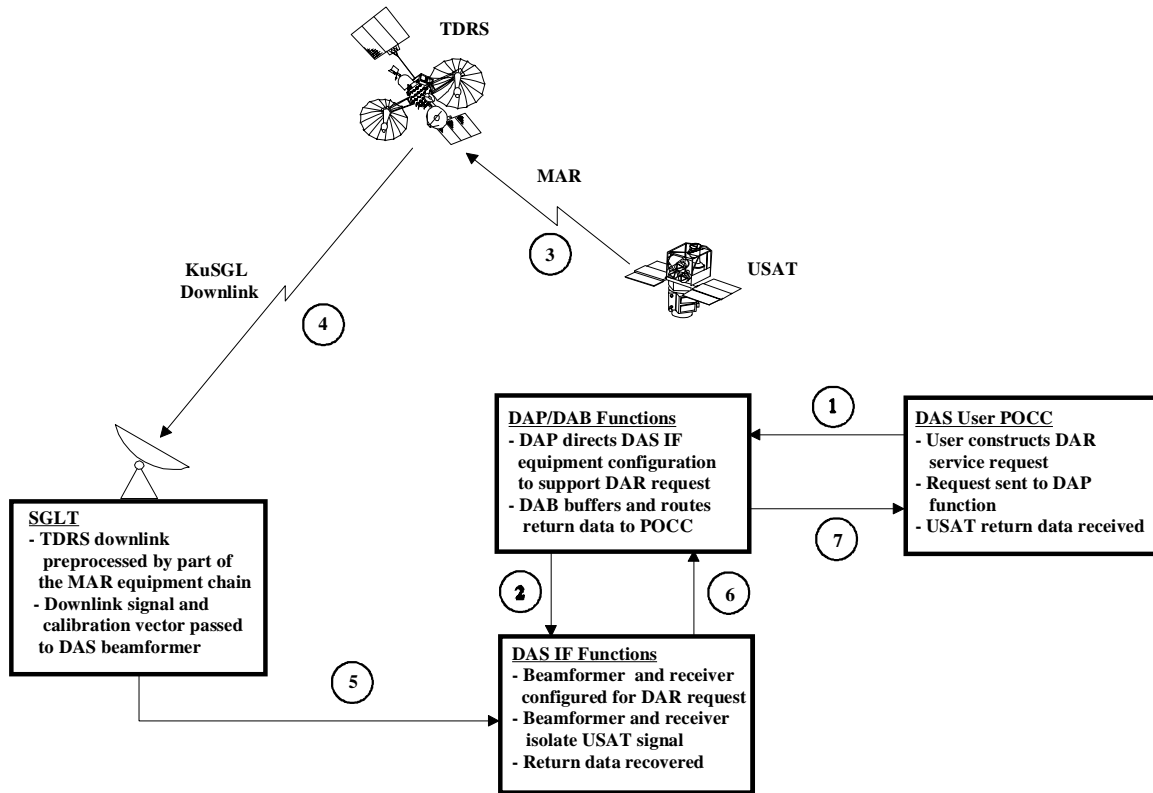 TDRS
MAR
3
USAT
KuSGL
Downlink
4
1
DAP/DAB Functions
- DAP directs DAS IF
equipment configuration
to support DAR request
- DAB buffers and routes
return data to POCC
DAS User POCC
- User constructs DAR
service request
- Request sent to DAP
function
- USAT return data received
7
SGLT
- TDRS downlink
preprocessed by part of
the MAR equipment chain
- Downlink signal and
calibration vector passed
to DAS beamformer
2
6
5
DAS IF Functions
- Beamformer and receiver
configured for DAR request
- Beamformer and receiver
isolate USAT signal
- Return data recovered